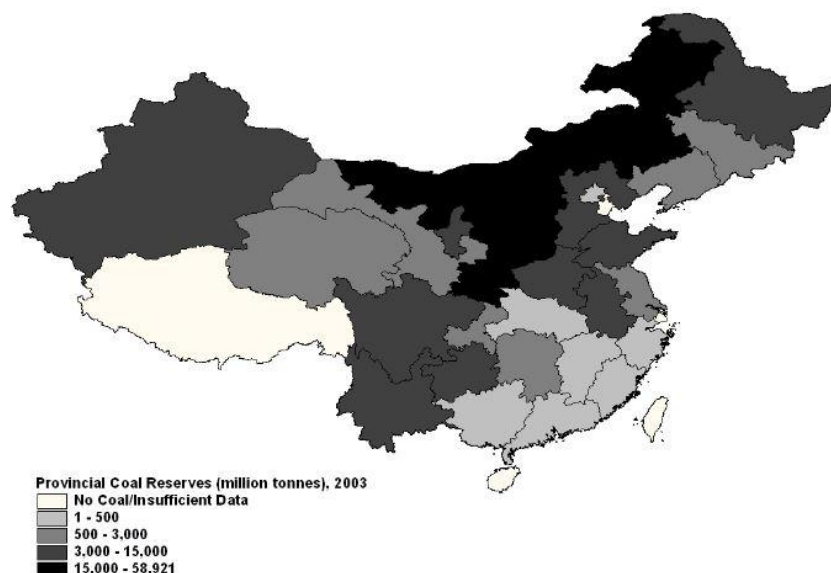 Provincial Coal Reserves (million tonnes), 2003
No Coal/Insufficient Data
1 - 500
500 - 3,000
3,000 - 15,000
15,000 - 58,921